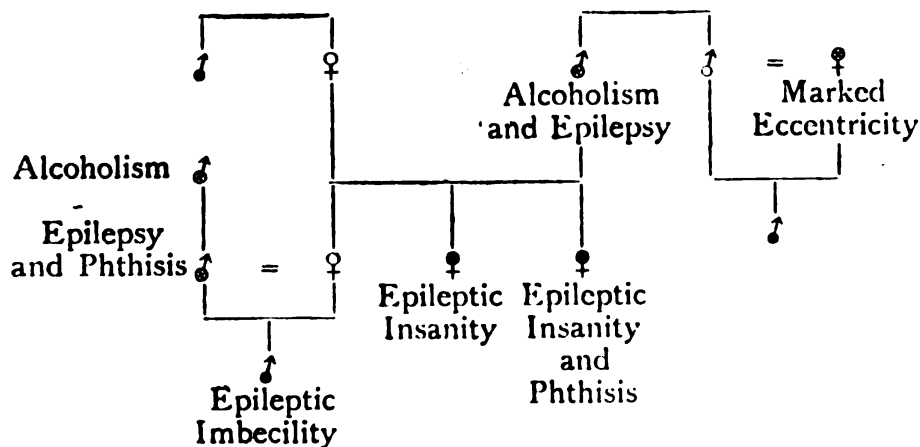 Alcoholism
and Epilepsy
Marked
Eccentricity
Alcoholism
Epilepsy
and Phthisis
Epileptic
Insanity
Epileptic
Insanity
and
Phthisis
Epileptic
Imbecility